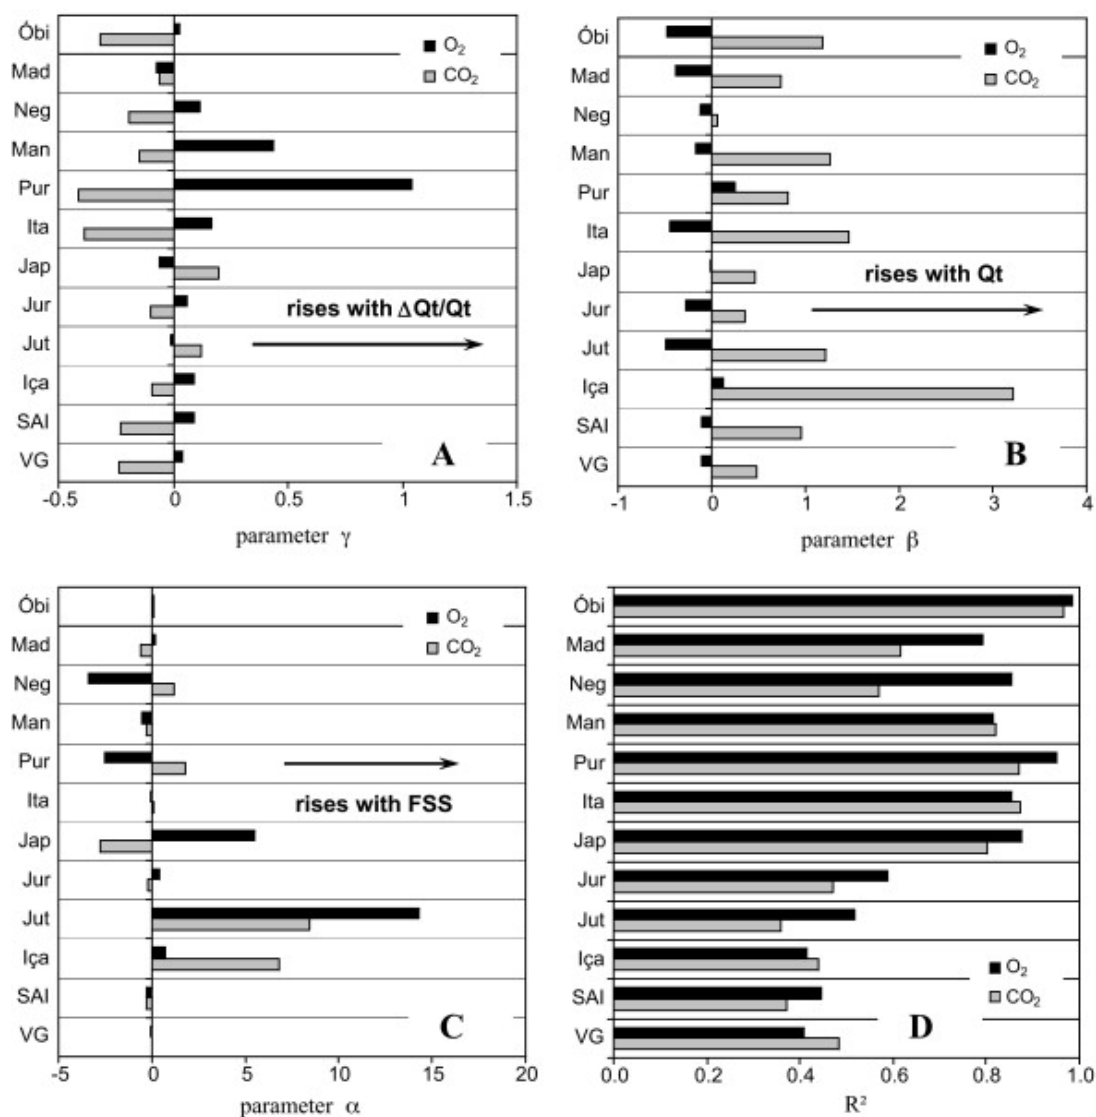 Óbi
Mad
Neg
Man
Pur
Ita
Jap
Jur
Jut
Iça
SAI
VG
O2
CO2
rises with ΔQt/Qt
A
-0.5 0 0.5 1 1.5
parameter γ
Óbi
Mad
Neg
Man
Pur
Ita
Jap
Jur
Jut
Iça
SAI
VG
O2
CO2
rises with Qt
B
-1 0 1 2 3 4
parameter β
Óbi
Mad
Neg
Man
Pur
Ita
Jap
Jur
Jut
Iça
SAI
VG
O2
CO2
rises with FSS
C
-5 0 5 10 15 20
parameter α
Óbi
Mad
Neg
Man
Pur
Ita
Jap
Jur
Jut
Iça
SAI
VG
O2
CO2
D
0.0 0.2 0.4 0.6 0.8 1.0
R²